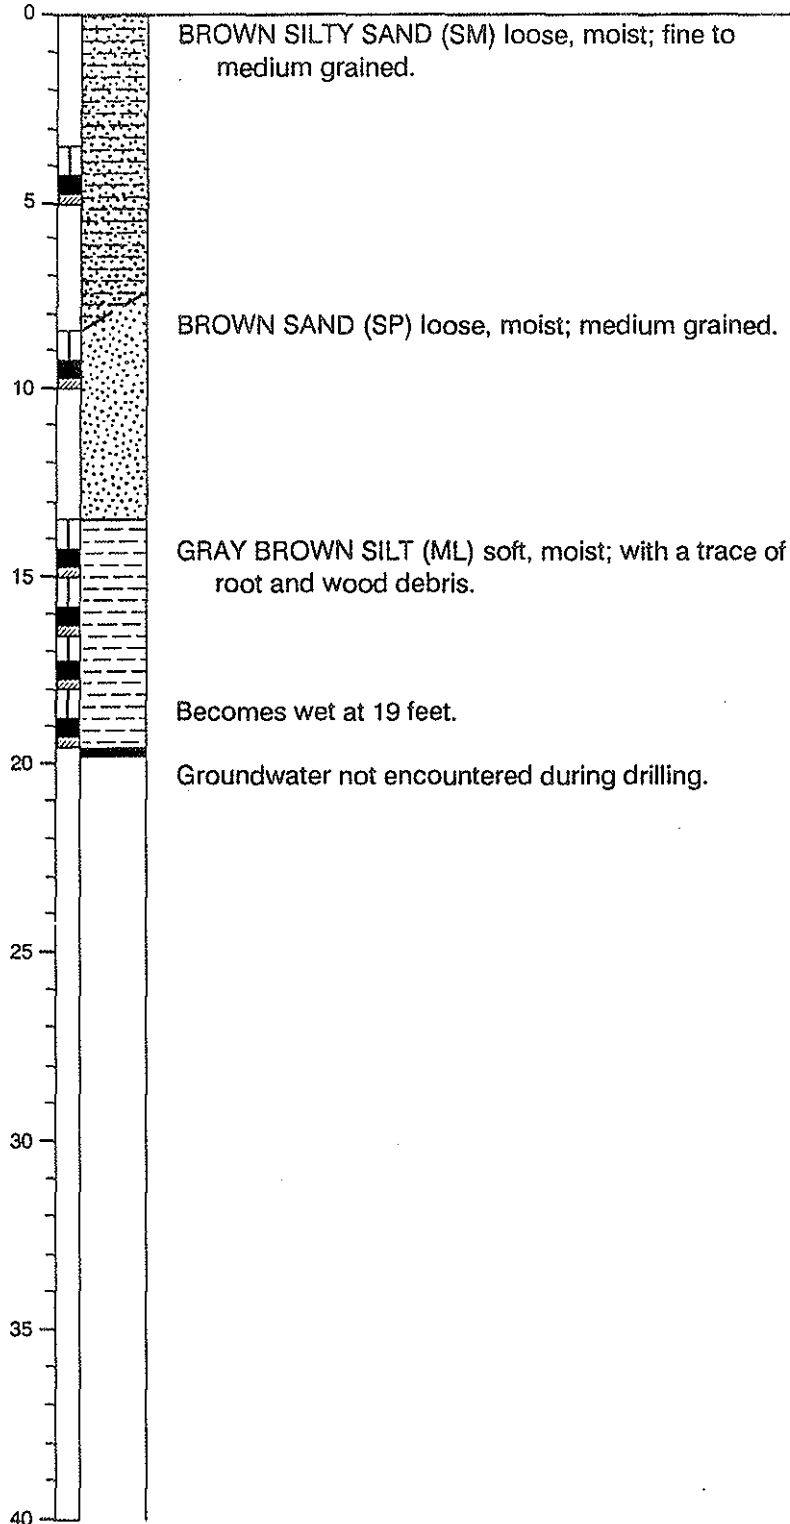 0
BROWN SILTY SAND (SM) loose, moist; fine to
medium grained.
5
BROWN SAND (SP) loose, moist; medium grained.
10
GRAY BROWN SILT (ML) soft, moist; with a trace of
15
root and wood debris.
Becomes wet at 19 feet.
20
Groundwater not encountered during drilling.
25
30
35
40